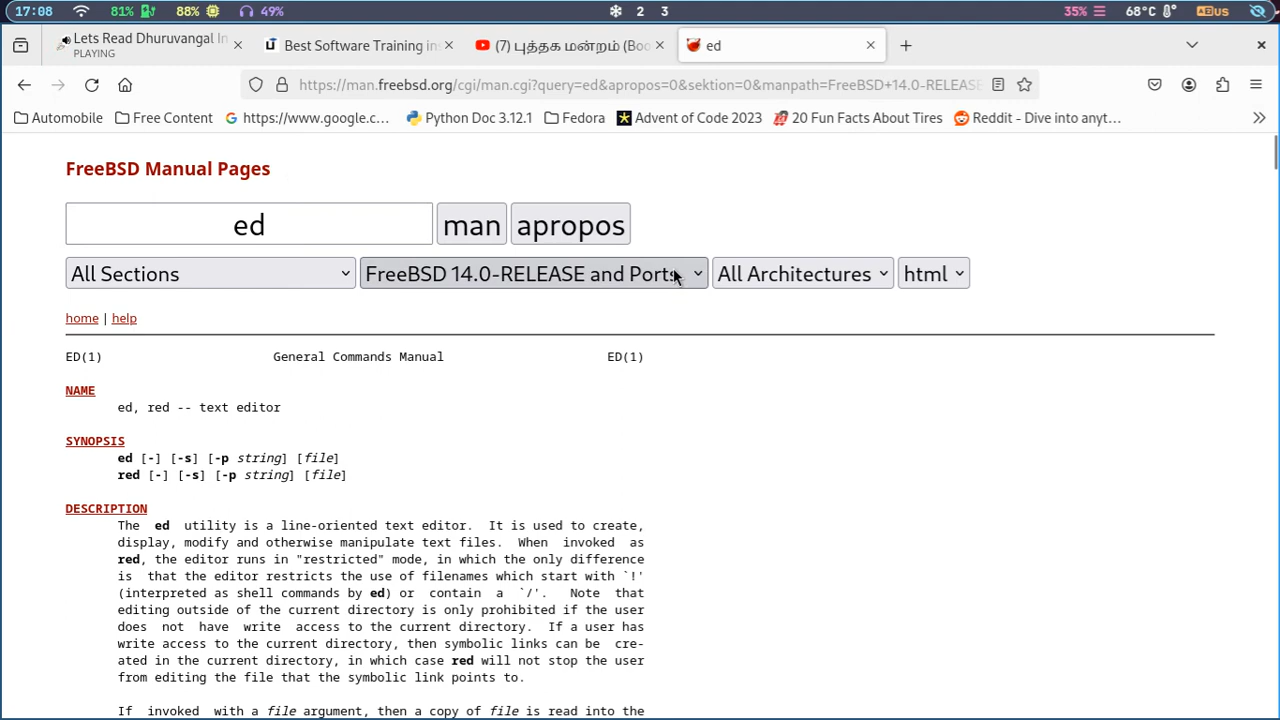 17:08 81% 88% 49% 2 3 35% 68°C US
Lets Read Dhuruvangal In
PLAYING
Best Software Training in
(7) புத்தக மன்றம் (Boo
ed
https://man.freebsd.org/cgi/man.cgi?query=ed&apropos=0&sektion=0&manpath=FreeBSD+14.0-RELEASE
Automobile Free Content https://www.google.c... Python Doc 3.12.1 Fedora Advent of Code 2023 20 Fun Facts About Tires Reddit - Dive into anyt...
FreeBSD Manual Pages
ed man apropos
All Sections FreeBSD 14.0-RELEASE and Ports All Architectures html
home | help
ED(1) General Commands Manual ED(1)
NAME
ed, red -- text editor
SYNOPSIS
ed [-] [-s] [-p string] [file]
red [-] [-s] [-p string] [file]
DESCRIPTION
The ed utility is a line-oriented text editor. It is used to create,
display, modify and otherwise manipulate text files. When invoked as
red, the editor runs in "restricted" mode, in which the only difference
is that the editor restricts the use of filenames which start with `!'
(interpreted as shell commands by ed) or contain a `/'. Note that
editing outside of the current directory is only prohibited if the user
does not have write access to the current directory. If a user has
write access to the current directory, then symbolic links can be cre-
ated in the current directory, in which case red will not stop the user
from editing the file that the symbolic link points to.
If invoked with a file argument, then a copy of file is read into the